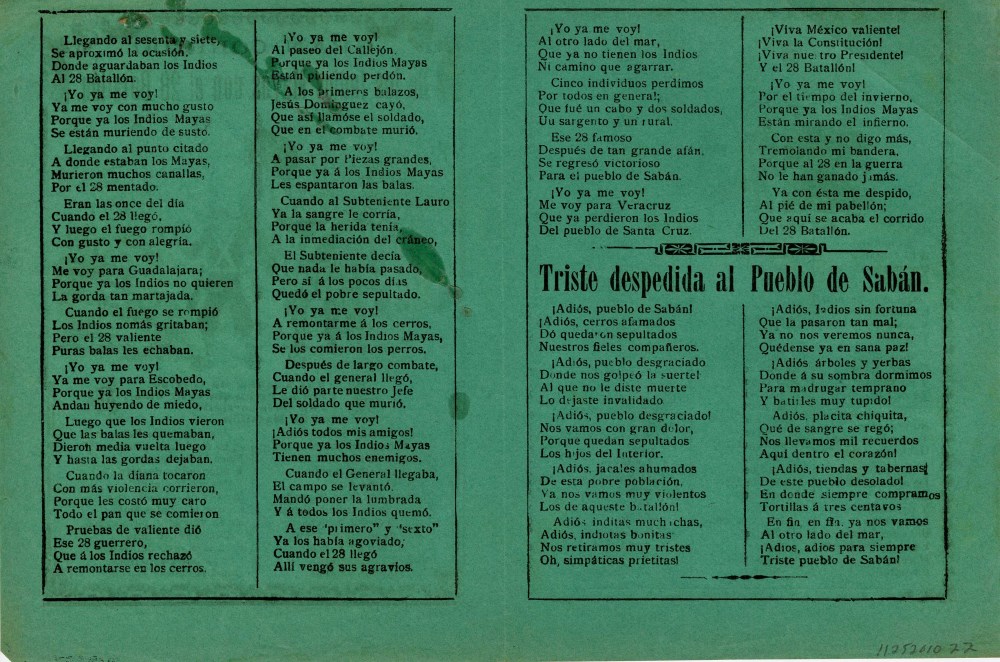 Llegando al sesenta y siete,
Se aproximó la ocasión.
Donde aguardaban los Indios
Al 28 Batallón.
¡Yo ya me voy!
Ya me voy con mucho gusto
Porque ya los Indios Mayas
Se están muriendo de susto.
Llegando al punto citado
A donde estaban los Mayas,
Murieron muchos canallas,
Por el 28 mentado.
Eran las once del día
Cuando el 28 llegó,
Y luego el fuego rompió
Con gusto y con alegría.
¡Yo ya me voy!
Me voy para Guadalajara;
Porque ya los Indios no quieren
La gorda tan martajada.
Cuando el fuego se rompió
Los Indios nomás gritaban;
Pero el 28 valiente
Puras balas les echaban.
¡Yo ya me voy!
Ya me voy para Escobedo,
Porque ya los Indios Mayas
Andan huyendo de miedo,
Luego que los Indios vieron
Que las balas les quemaban,
Dieron media vuelta luego
Y hasta las gordas dejaban.
Cuando la diana tocaron
Con más violencia corrieron,
Porque les costó muy caro
Todo el pan que se comieron
Pruebas de valiente dió
Ese 28 guerrero,
Que á los Indios rechazó
A remontarse en los cerros.
¡Yo ya me voy!
Al paseo del Callejón.
Porque ya los Indios Mayas
Están pidiendo perdón.
A los primeros balazos,
Jesús Dominguez cayó,
Que así llamóse el soldado,
Que en el combate murió.
¡Yo ya me voy!
A pasar por Piezas grandes,
Porque ya á los Indios Mayas
Les espantaron las balas.
Cuando al Subteniente Lauro
Ya la sangre le corría,
Porque la herida tenía,
A la inmediación del cráneo,
El Subteniente decía
Que nada le había pasado,
Pero sí á los pocos días
Quedó el pobre sepultado.
¡Yo ya me voy!
A remontarme á los cerros,
Porque ya á los Indios Mayas,
Se los comieron los perros.
Después de largo combate,
Cuando el general llegó,
Le dió parte nuestro Jefe
Del soldado que murió.
¡Yo ya me voy!
¡Adiós todos mis amigos!
Porque ya los Indios Mayas
Tienen muchos enemigos.
Cuando el General llegaba,
El campo se levantó.
Mandó poner la lumbrada
Y á todos los Indios quemó.
A ese "primero" y "sexto"
Ya los había agoviado;
Cuando el 28 llegó
Allí vengó sus agravios.
¡Yo ya me voy!
Al otro lado del mar,
Que ya no tienen los Indios
Ni camino que agarrar.
Cinco individuos perdimos
Por todos en general;
Que fué un cabo y dos soldados,
Uu sargento y un rural.
Ese 28 famoso
Después de tan grande afán,
Se regresó victorioso
Para el pueblo de Sabán.
¡Yo ya me voy!
Me voy para Veracruz
Que ya perdieron los Indios
Del pueblo de Santa Cruz.
¡Viva México valiente!
¡Viva la Constitución!
¡Viva nuestro Presidente!
Y el 28 Batallón!
¡Yo ya me voy!
Por el tiempo del invierno,
Porque ya los Indios Mayas
Están mirando el infierno.
Con esta y no digo más,
Tremolando mi bandera,
Porque al 28 en la guerra
No le han ganado jamás.
Ya con ésta me despido,
Al pié de mi pabellón;
Que aquí se acaba el corrido
Del 28 Batallón.
Triste despedida al Pueblo de Sabán.
¡Adiós, pueblo de Sabán!
¡Adiós, cerros afamados
Dó quedaron sepultados
Nuestros fieles compañeros.
¡Adiós, pueblo desgraciado
Donde nos golpeó la suerte!
Al que no le diste muerte
Lo dejaste invalidado
¡Adiós, pueblo desgraciado!
Nos vamos con gran dolor,
Porque quedan sepultados
Los hijos del Interior.
¡Adiós, jacales ahumados
De esta pobre población,
Ya nos vamos muy violentos
Los de aqueste batallón!
Adiós inditas muchachas,
Adiós, indiotas bonitas
Nos retiramos muy tristes
Oh, simpáticas prietitas!
¡Adiós, Indios sin fortuna
Que la pasaron tan mal;
Ya no nos veremos nunca,
Quédense ya en sana paz!
¡Adiós árboles y yerbas
Donde á su sombra dormimos
Para madrugar temprano
Y batirles muy tupido!
Adiós, placita chiquita,
Qué de sangre se regó;
Nos llevamos mil recuerdos
Aquí dentro el corazón!
¡Adiós, tiendas y tabernas
De este pueblo desolado!
En donde siempre compramos
Tortillas á tres centavos
En fin, en fin, ya nos vamos
Al otro lado del mar,
¡Adios, adios para siempre
Triste pueblo de Sabán!